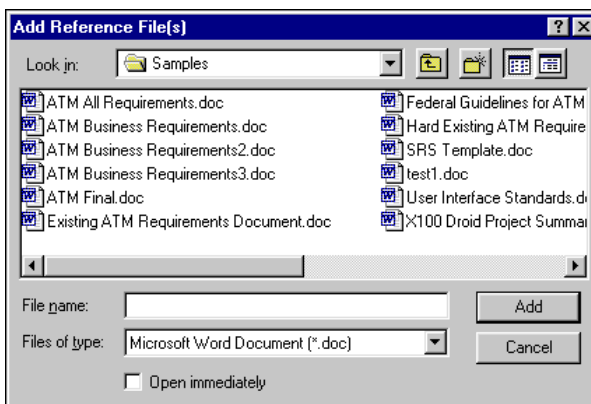 Add Reference File(s)
Look in: Samples
ATM All Requirements.doc
ATM Business Requirements.doc
ATM Business Requirements2.doc
ATM Business Requirements3.doc
ATM Final.doc
Existing ATM Requirements Document.doc
Federal Guidelines for ATM
Hard Existing ATM Require
SRS Template.doc
test1.doc
User Interface Standards.d
X100 Droid Project Summar
File name: Add
Files of type: Microsoft Word Document (*.doc) Cancel
Open immediately